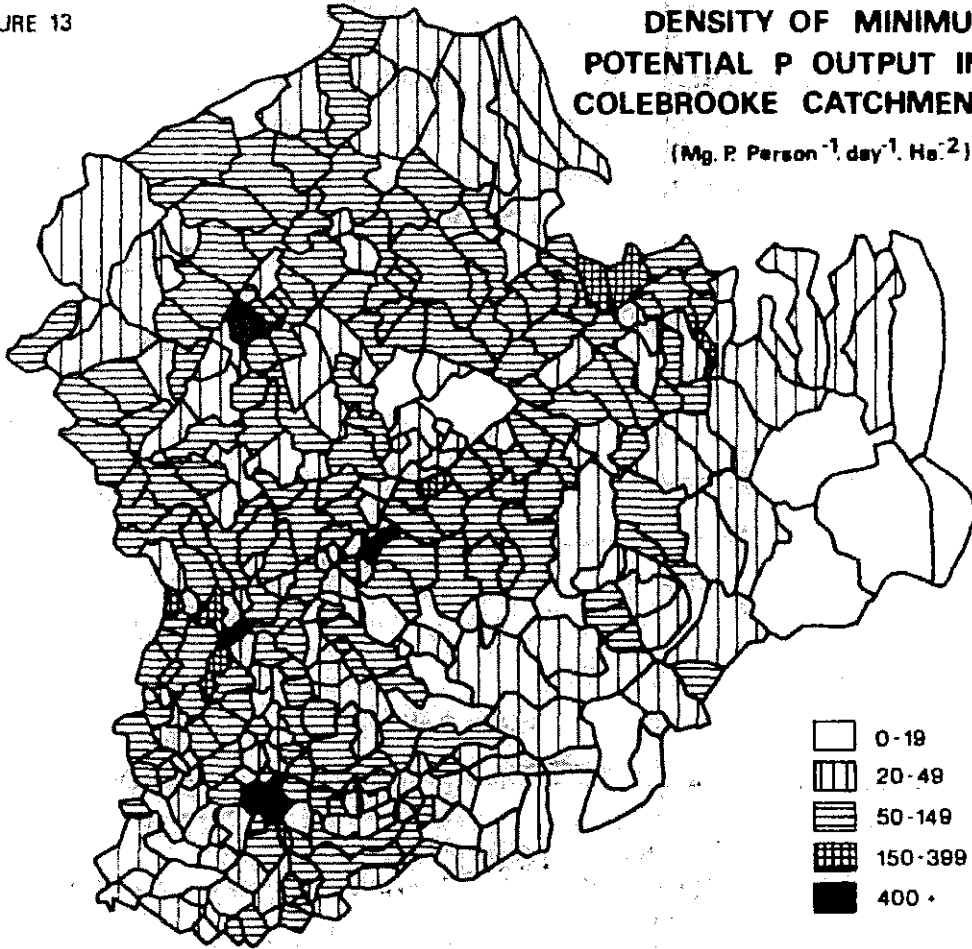 URE 13
DENSITY OF MINIMU
POTENTIAL P OUTPUT IN
COLEBROOKE CATCHMEN
(Mg. P. Person⁻¹. day⁻¹. Ha.⁻²)
0-19
20-49
50-149
150-399
400 +